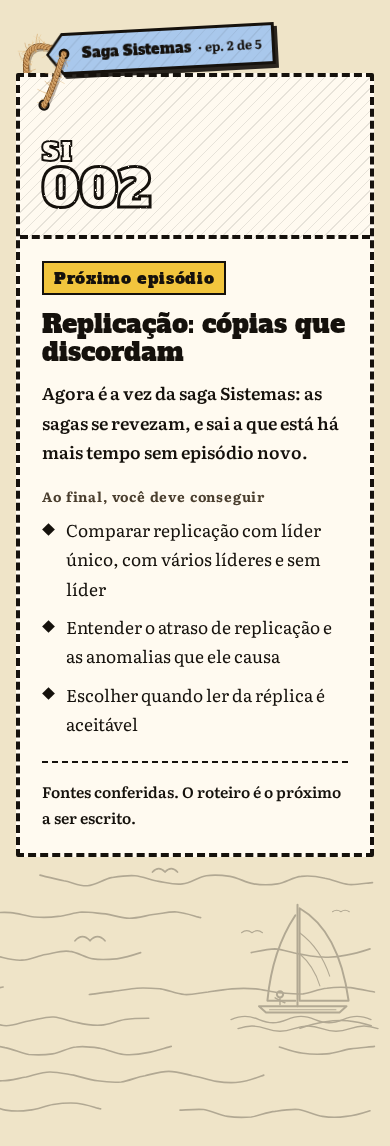 Saga Sistemas · ep. 2 de 5
SI
002
Próximo episódio
Replicação: cópias que
discordam
Agora é a vez da saga Sistemas: as
sagas se revezam, e sai a que está há
mais tempo sem episódio novo.
Ao final, você deve conseguir
Comparar replicação com líder
único, com vários líderes e sem
líder
Entender o atraso de replicação e
as anomalias que ele causa
Escolher quando ler da réplica é
aceitável
Fontes conferidas. O roteiro é o próximo
a ser escrito.